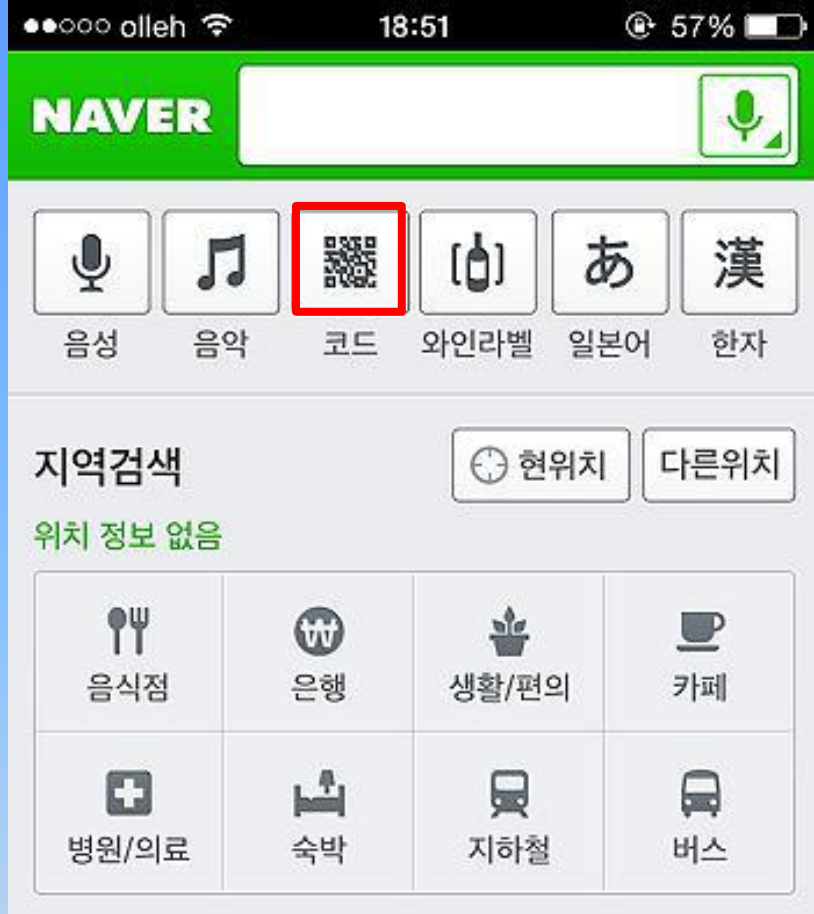 olleh 18:51 57%
NAVER
あ 漢
음성 음악 코드 와인라벨 일본어 한자
지역검색 현위치 다른위치
위치 정보 없음
음식점 은행 생활/편의 카페
병원/의료 숙박 지하철 버스